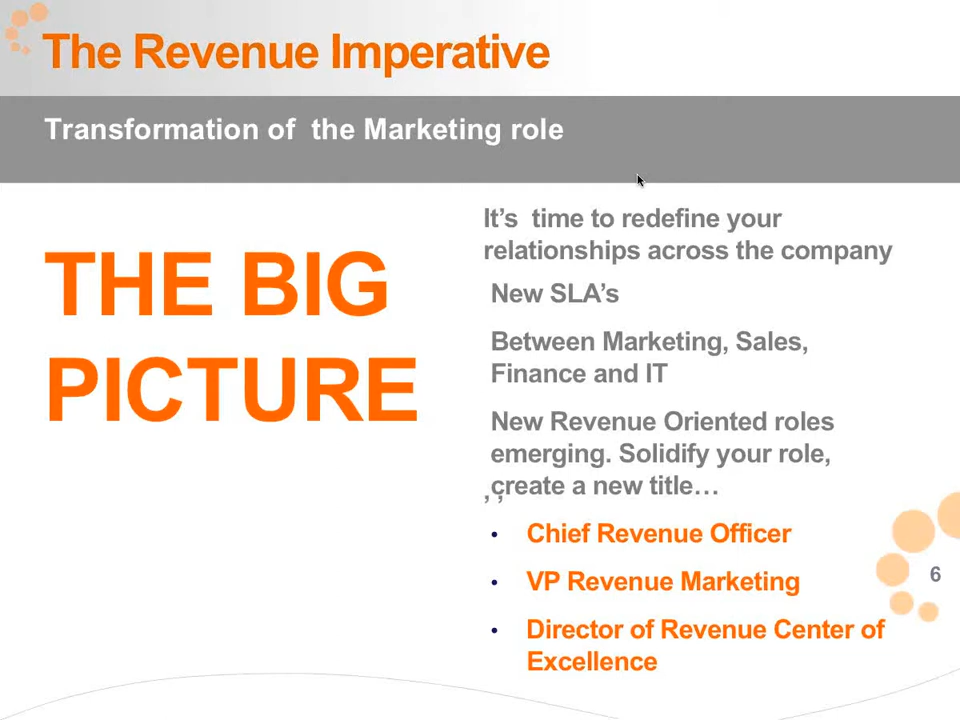 The Revenue Imperative
Transformation of  the Marketing role
THE BIG
PICTURE
It’s  time to redefine your
relationships across the company
New SLA’s
Between Marketing, Sales,
Finance and IT
New Revenue Oriented roles
emerging. Solidify your role,
create a new title…
, ,
• Chief Revenue Officer
• VP Revenue Marketing
• Director of Revenue Center of
Excellence
6